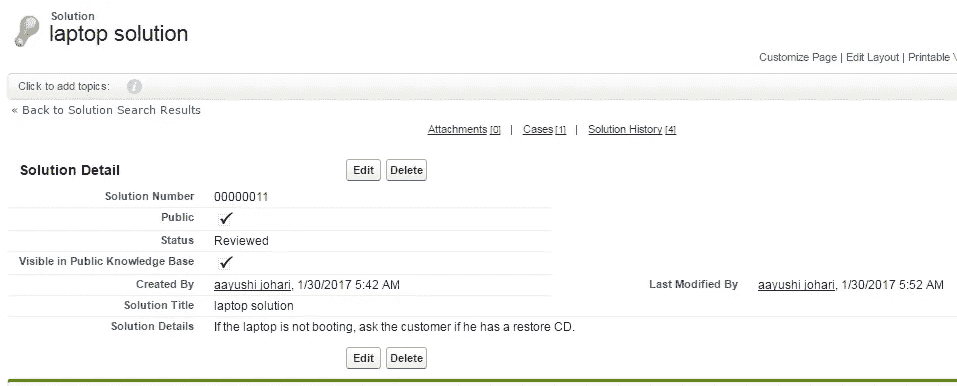 Solution
laptop solution
Customize Page | Edit Layout | Printable
Click to add topics: i
« Back to Solution Search Results
Attachments [0] | Cases [1] | Solution History [4]
Solution Detail Edit Delete
Solution Number 00000011
Public ✓
Status Reviewed
Visible in Public Knowledge Base ✓
Created By aayushi johari, 1/30/2017 5:42 AM Last Modified By aayushi johari, 1/30/2017 5:52 AM
Solution Title laptop solution
Solution Details If the laptop is not booting, ask the customer if he has a restore CD.
Edit Delete